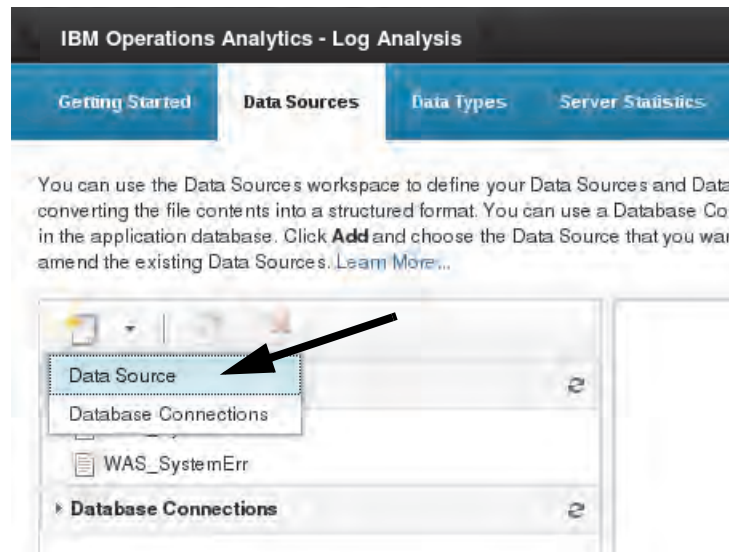 IBM Operations Analytics - Log Analysis
Getting Started Data Sources Data Types Server Statistics
You can use the Data Sources workspace to define your Data Sources and Data
converting the file contents into a structured format. You can use a Database Co
in the application database. Click Add and choose the Data Source that you wan
amend the existing Data Sources. Learn More...
Data Source
Database Connections
WAS_SystemErr
Database Connections